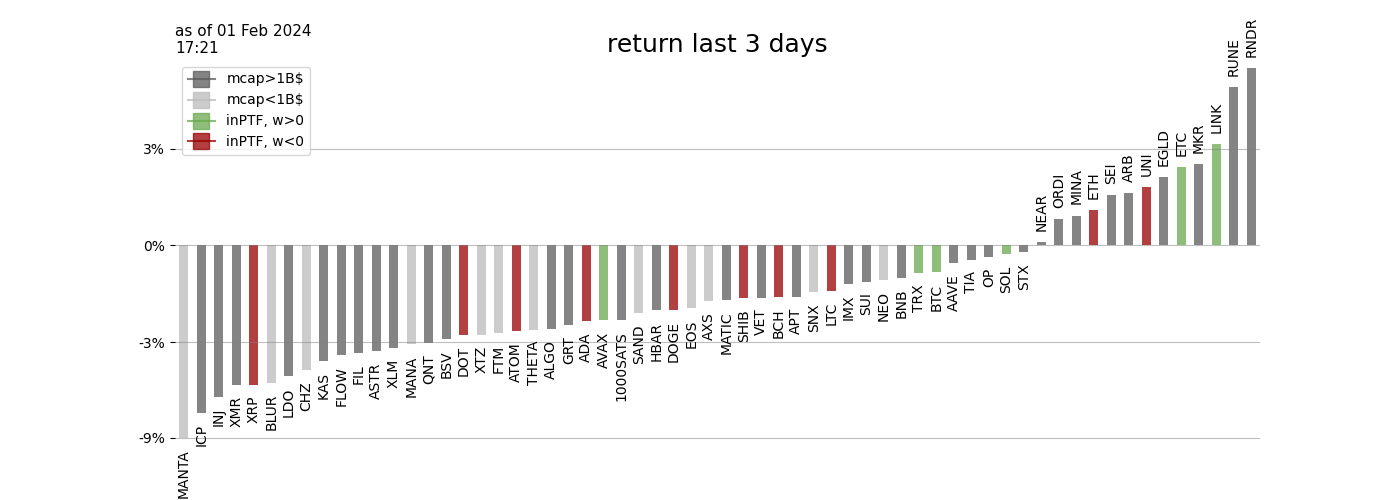 as of 01 Feb 2024
17:21
return last 3 days
mcap>1B$
mcap<1B$
inPTF, w>0
inPTF, w<0
3%
0%
-3%
-9%
MANTA
ICP
INJ
XMR
XRP
BLUR
LDO
CHZ
KAS
FLOW
FIL
ASTR
XLM
MANA
QNT
BSV
DOT
XTZ
FTM
ATOM
THETA
ALGO
GRT
ADA
AVAX
1000SATS
SAND
HBAR
DOGE
EOS
AXS
MATIC
SHIB
VET
BCH
APT
SNX
LTC
IMX
SUI
NEO
BNB
TRX
BTC
AAVE
TIA
OP
SOL
STX
NEAR
ORDI
MINA
ETH
SEI
ARB
UNI
EGLD
ETC
MKR
LINK
RUNE
RNDR